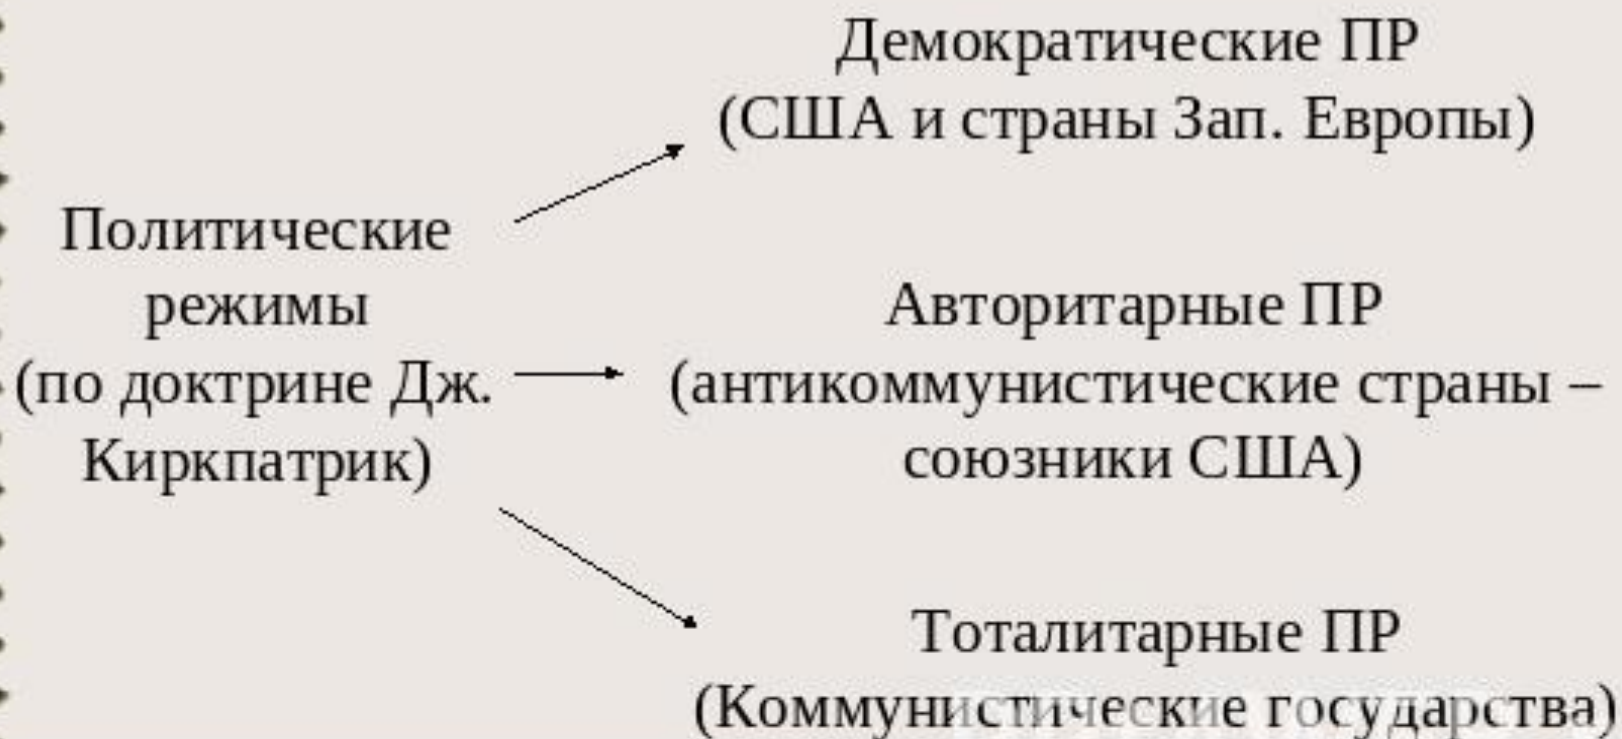 Демократические ПР
(США и страны Зап. Европы)
Политические
режимы
(по доктрине Дж.
Киркпатрик)
Авторитарные ПР
(антикоммунистические страны –
союзники США)
Тоталитарные ПР
(Коммунистические государства)